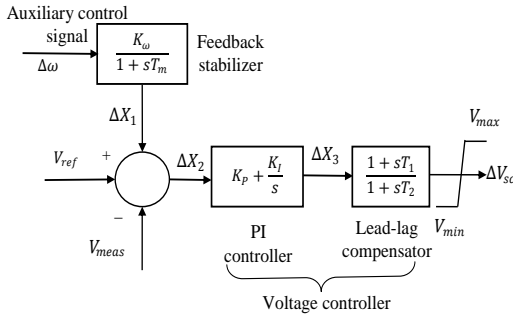 Auxiliary control
signal
Δω
K_ω
1 + sT_m
Feedback
stabilizer
ΔX_1
V_ref
+
−
V_meas
ΔX_2
K_P + K_I/s
ΔX_3
1 + sT_1
1 + sT_2
V_max
V_min
ΔV_sc
PI
controller
Lead-lag
compensator
Voltage controller